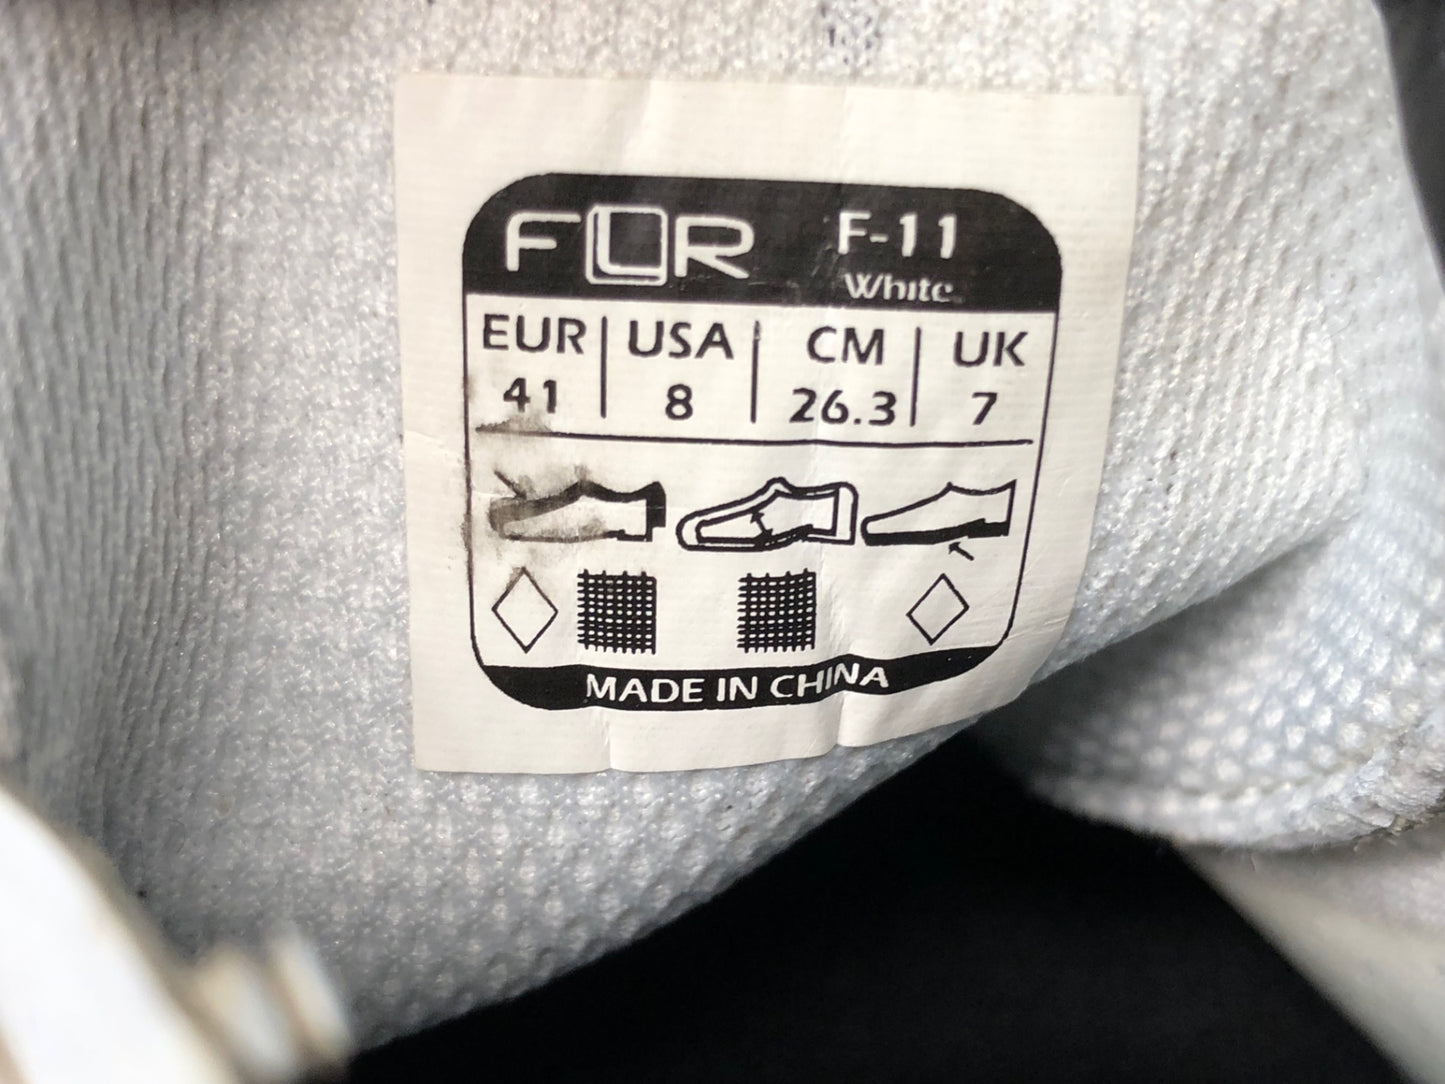 FLR F-11
White
EUR USA CM UK
41 8 26.3 7
MADE IN CHINA